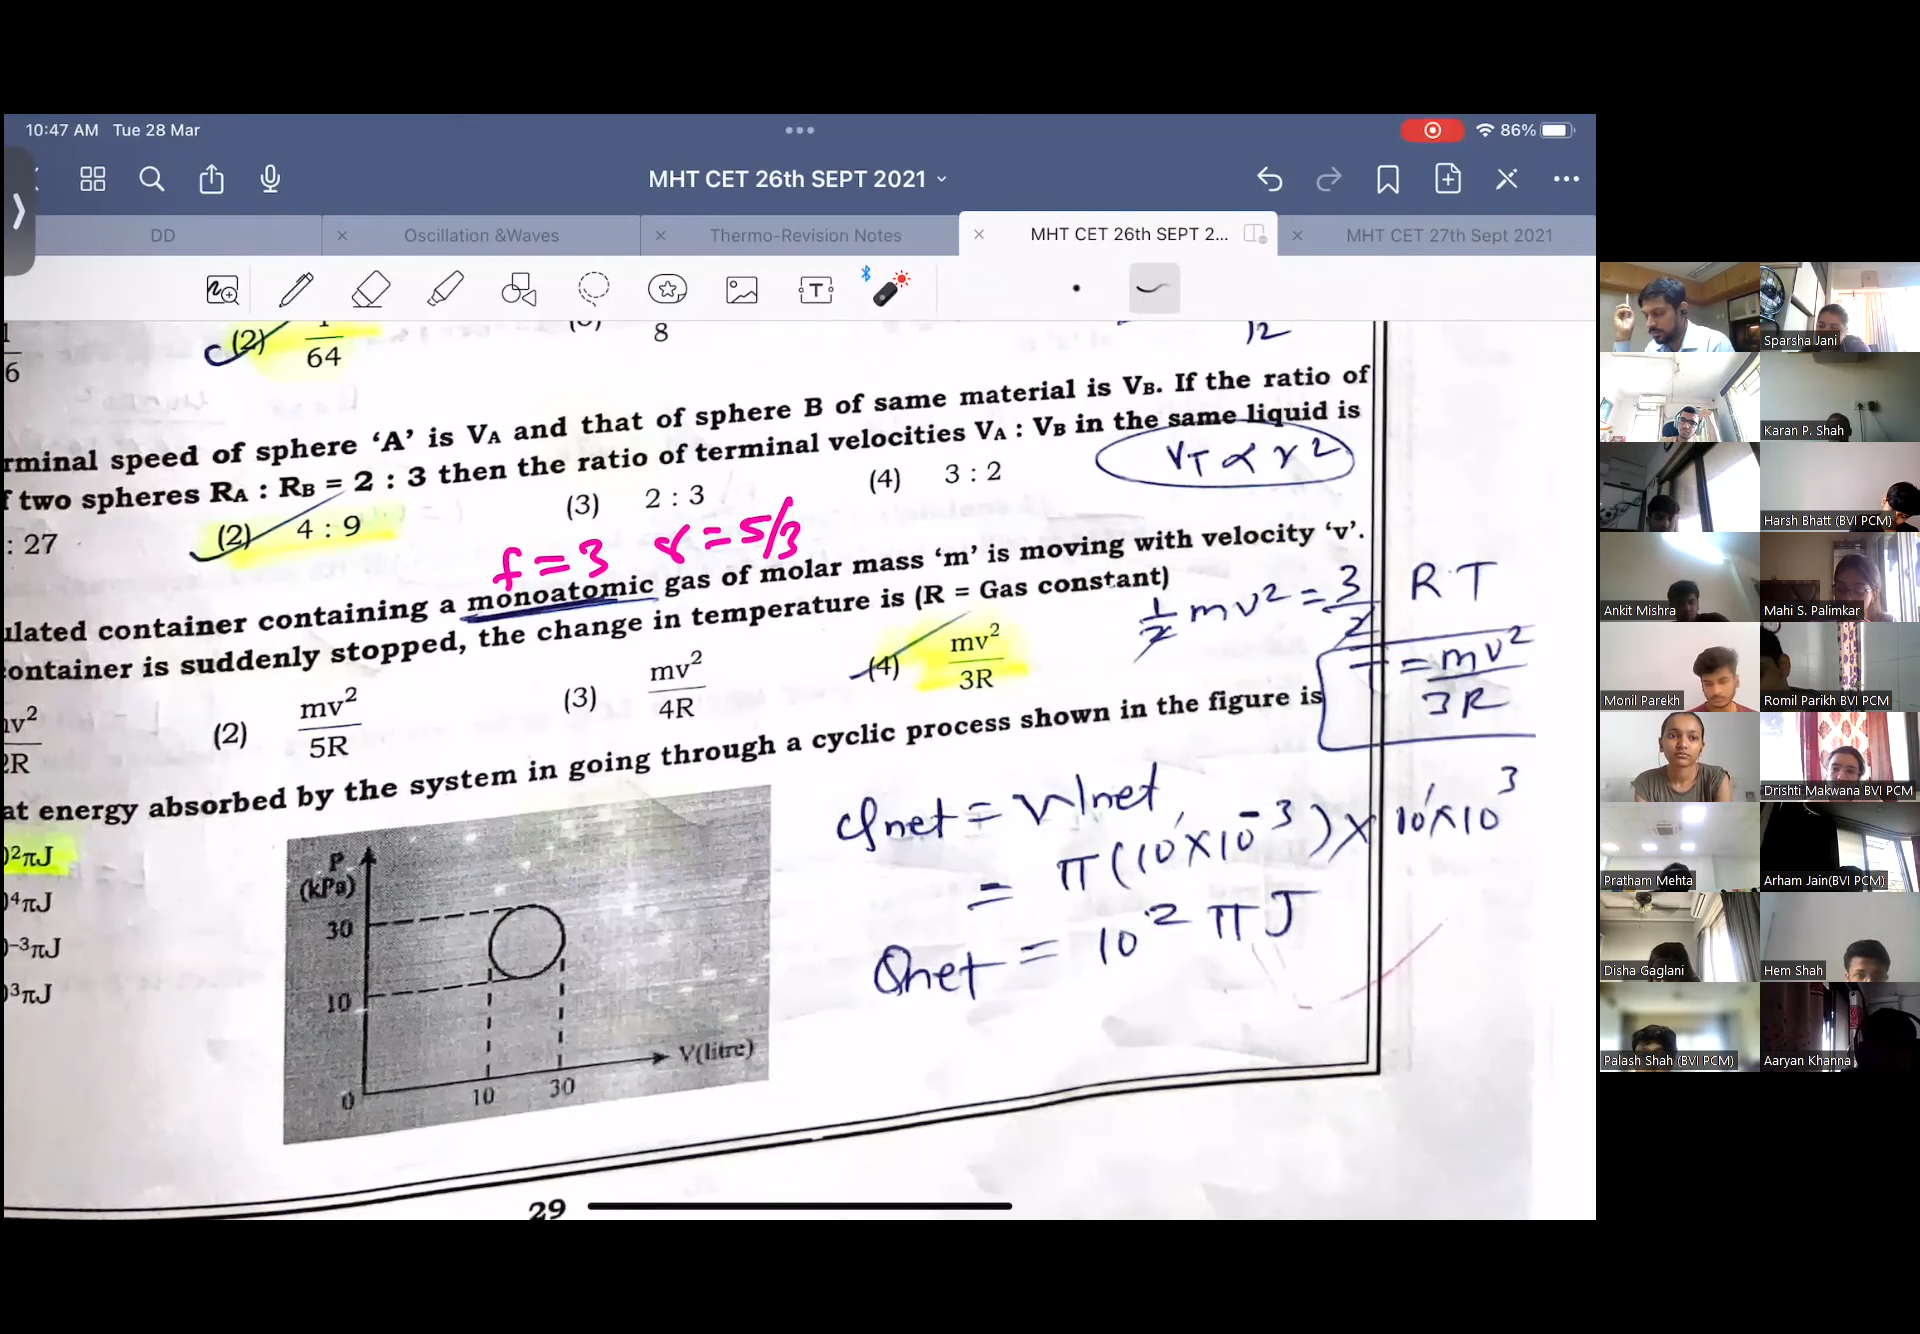 10:47 AM Tue 28 Mar
86%
MHT CET 26th SEPT 2021
DD
Oscillation &Waves
Thermo-Revision Notes
MHT CET 26th SEPT 2...
MHT CET 27th Sept 2021
T
1/6 (2) 1/64 8
12
rminal speed of sphere ‘A’ is VA and that of sphere B of same material is VB. If the ratio of
f two spheres RA : RB = 2 : 3 then the ratio of terminal velocities VA : VB in the same liquid is
: 27 (2) 4 : 9 (3) 2 : 3 (4) 3 : 2
VT ∝ r2
f = 3 γ = 5/3
ulated container containing a monoatomic gas of molar mass ‘m’ is moving with velocity ‘v’.
container is suddenly stopped, the change in temperature is (R = Gas constant)
1/2 mv2 = 3/2 RT
T = mv2/3R
nv2/2R (2) mv2/5R (3) mv2/4R (4) mv2/3R
at energy absorbed by the system in going through a cyclic process shown in the figure is
)2πJ
)4πJ
)−3πJ
)3πJ
P
(kPa)
30
10
0
10
30
V(litre)
Qnet = Wnet
= π(10×10-3)×10×103
Qnet = 102 πJ
29
Sparsha Jani
Karan P. Shah
Harsh Bhatt (BVI PCM)
Ankit Mishra
Mahi S. Palimkar
Monil Parekh
Romil Parikh BVI PCM
Drishti Makwana BVI PCM
Pratham Mehta
Arham Jain(BVI PCM)
Disha Gaglani
Hem Shah
Palash Shah (BVI PCM)
Aaryan Khanna